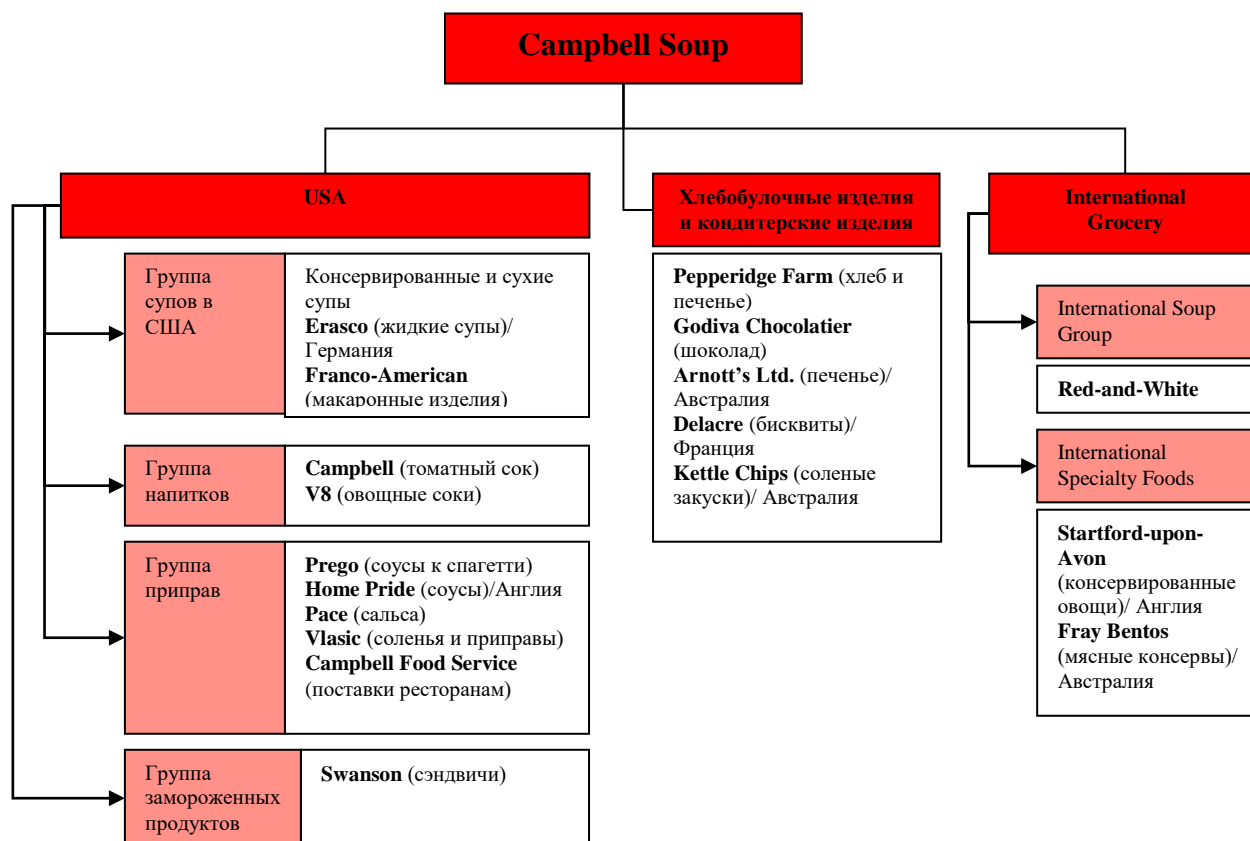 Campbell Soup
USA
Группа
супов в
США
Консервированные и сухие
супы
Erasco (жидкие супы)/
Германия
Franco-American
(макаронные изделия)
Группа
напитков
Campbell (томатный сок)
V8 (овощные соки)
Группа
приправ
Prego (соусы к спагетти)
Home Pride (соусы)/Англия
Pace (сальса)
Vlasic (соленья и приправы)
Campbell Food Service
(поставки ресторанам)
Группа
замороженных
продуктов
Swanson (сэндвичи)
Хлебобулочные изделия
и кондитерские изделия
Pepperidge Farm (хлеб и
печенье)
Godiva Chocolatier
(шоколад)
Arnott’s Ltd. (печенье)/
Австралия
Delacre (бисквиты)/
Франция
Kettle Chips (соленые
закуски)/ Австралия
International
Grocery
International Soup
Group
Red-and-White
International
Specialty Foods
Startford-upon-
Avon
(консервированные
овощи)/ Англия
Fray Bentos
(мясные консервы)/
Австралия